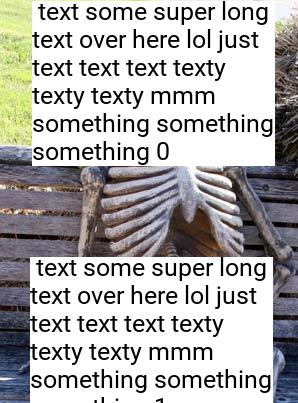 text some super long
text over here lol just
text text text texty
texty texty mmm
something something
something 0
text some super long
text over here lol just
text text text texty
texty texty mmm
something something